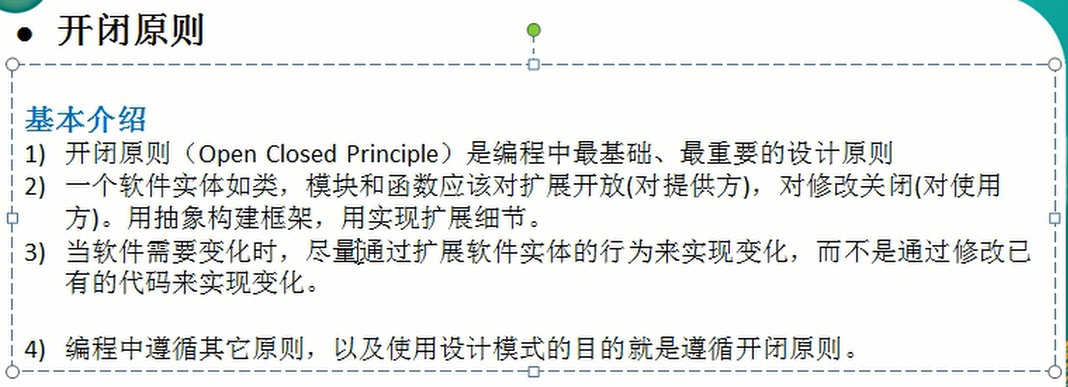 ● 开闭原则
基本介绍
1) 开闭原则（Open Closed Principle）是编程中最基础、最重要的设计原则
2) 一个软件实体如类，模块和函数应该对扩展开放(对提供方)，对修改关闭(对使用
方)。用抽象构建框架，用实现扩展细节。
3) 当软件需要变化时，尽量通过扩展软件实体的行为来实现变化，而不是通过修改已
有的代码来实现变化。
4) 编程中遵循其它原则，以及使用设计模式的目的就是遵循开闭原则。